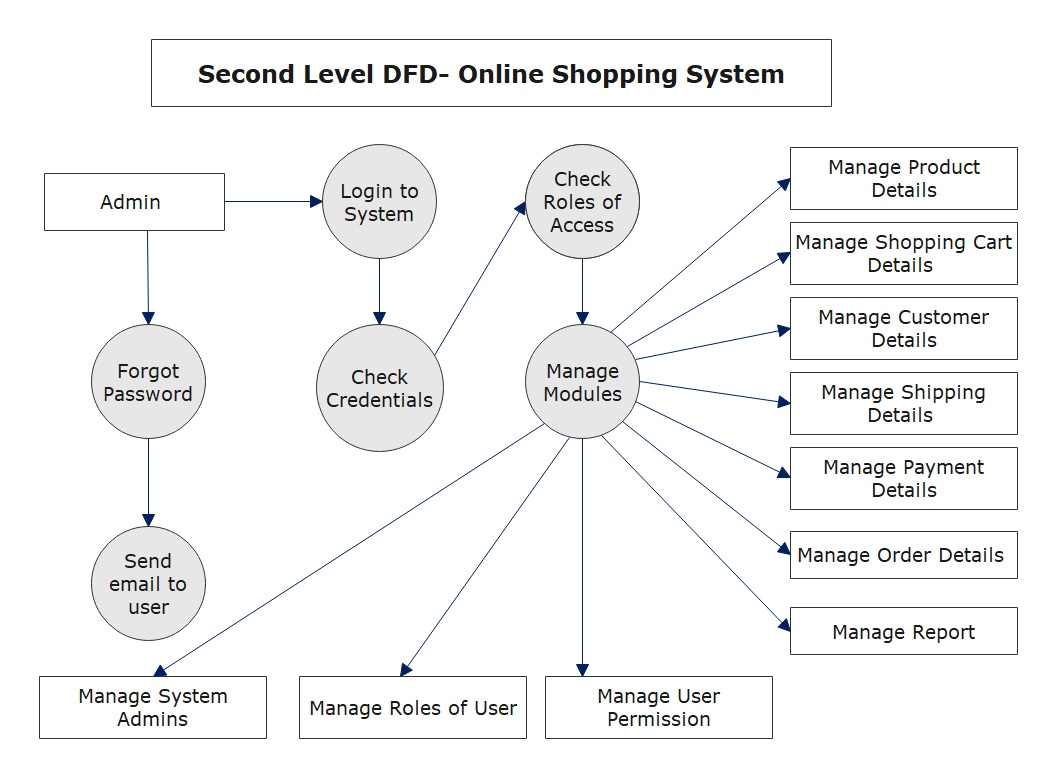 Second Level DFD- Online Shopping System
Admin
Login to
System
Check
Roles of
Access
Manage Product
Details
Manage Shopping Cart
Details
Manage Customer
Details
Forgot
Password
Check
Credentials
Manage
Modules
Manage Shipping
Details
Manage Payment
Details
Send
email to
user
Manage Order Details
Manage Report
Manage System
Admins
Manage Roles of User
Manage User
Permission